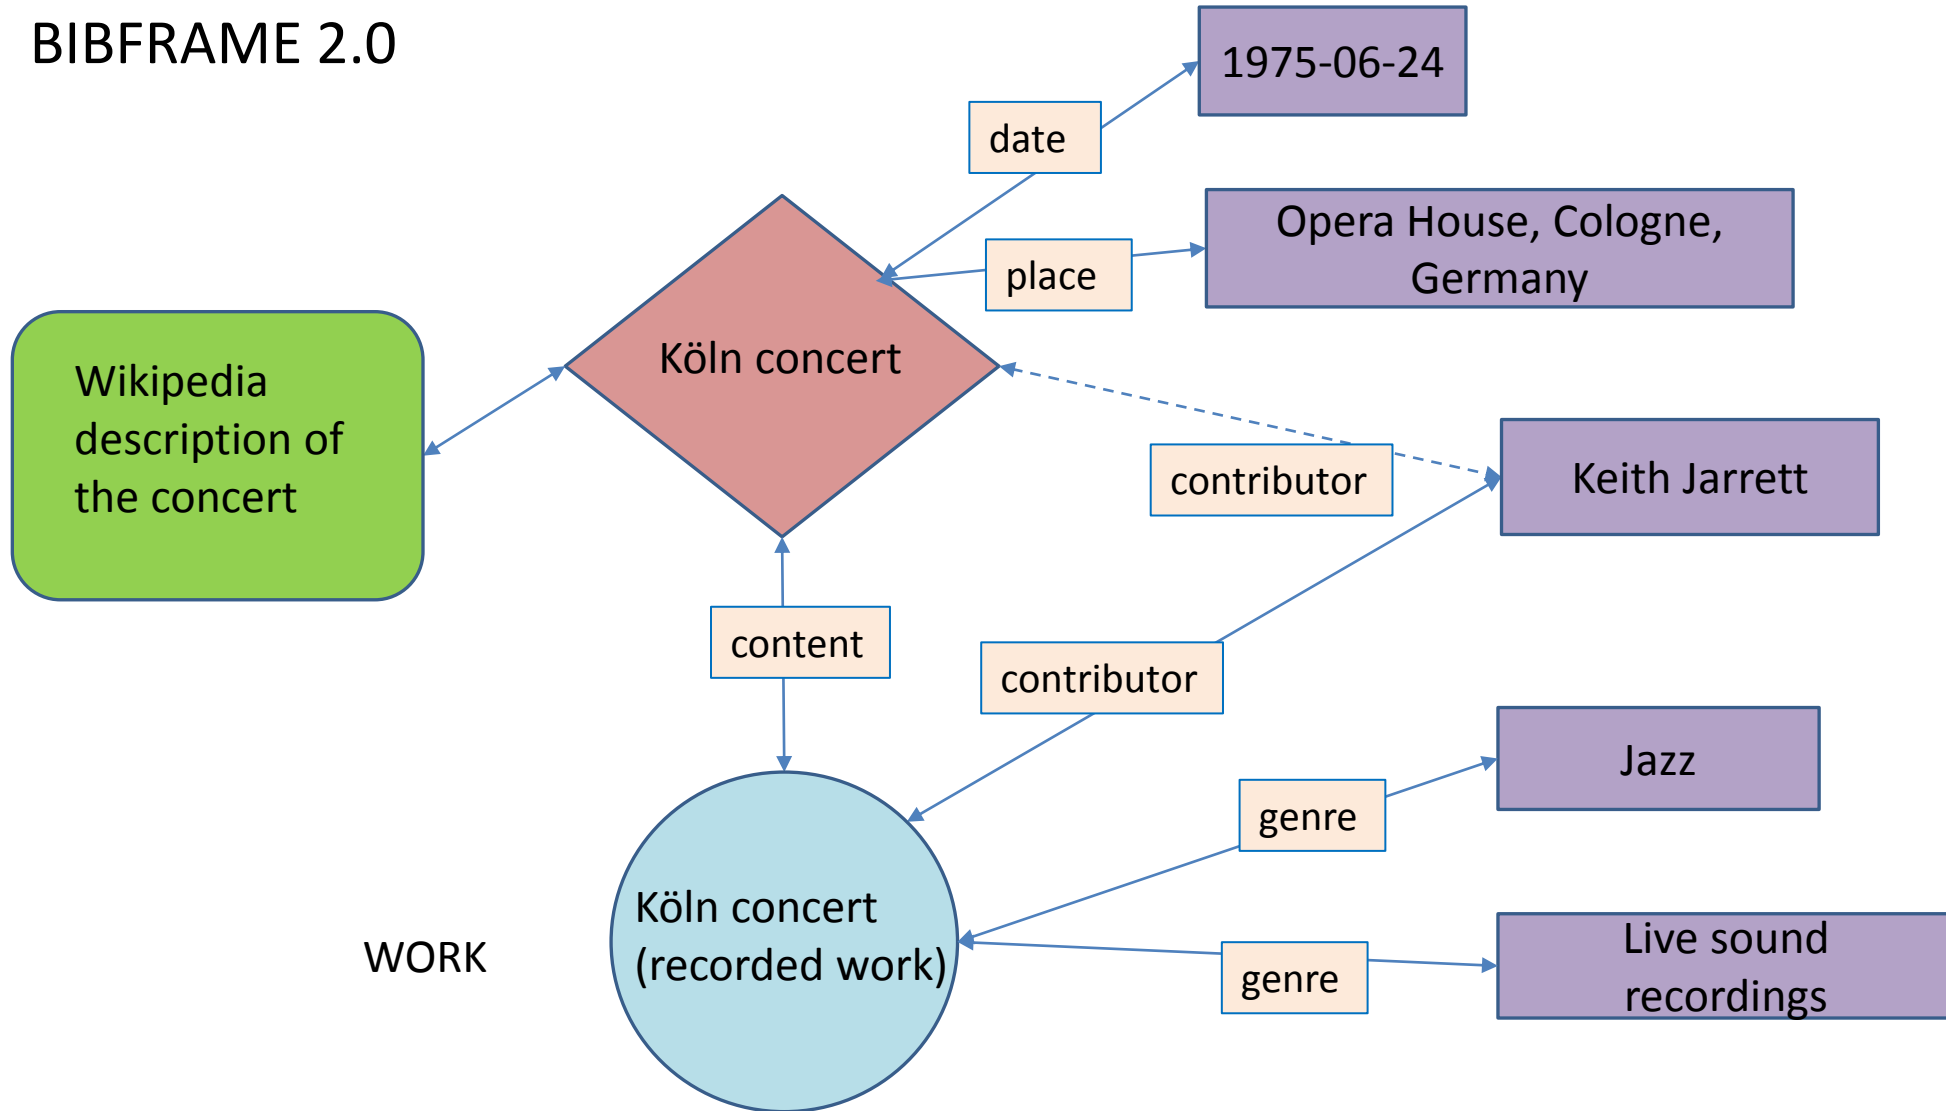 BIBFRAME 2.0
1975-06-24
date
Opera House, Cologne,
Germany
place
Köln concert
Wikipedia
description of
the concert
contributor
Keith Jarrett
content
contributor
Jazz
genre
Köln concert
(recorded work)
WORK
Live sound
recordings
genre